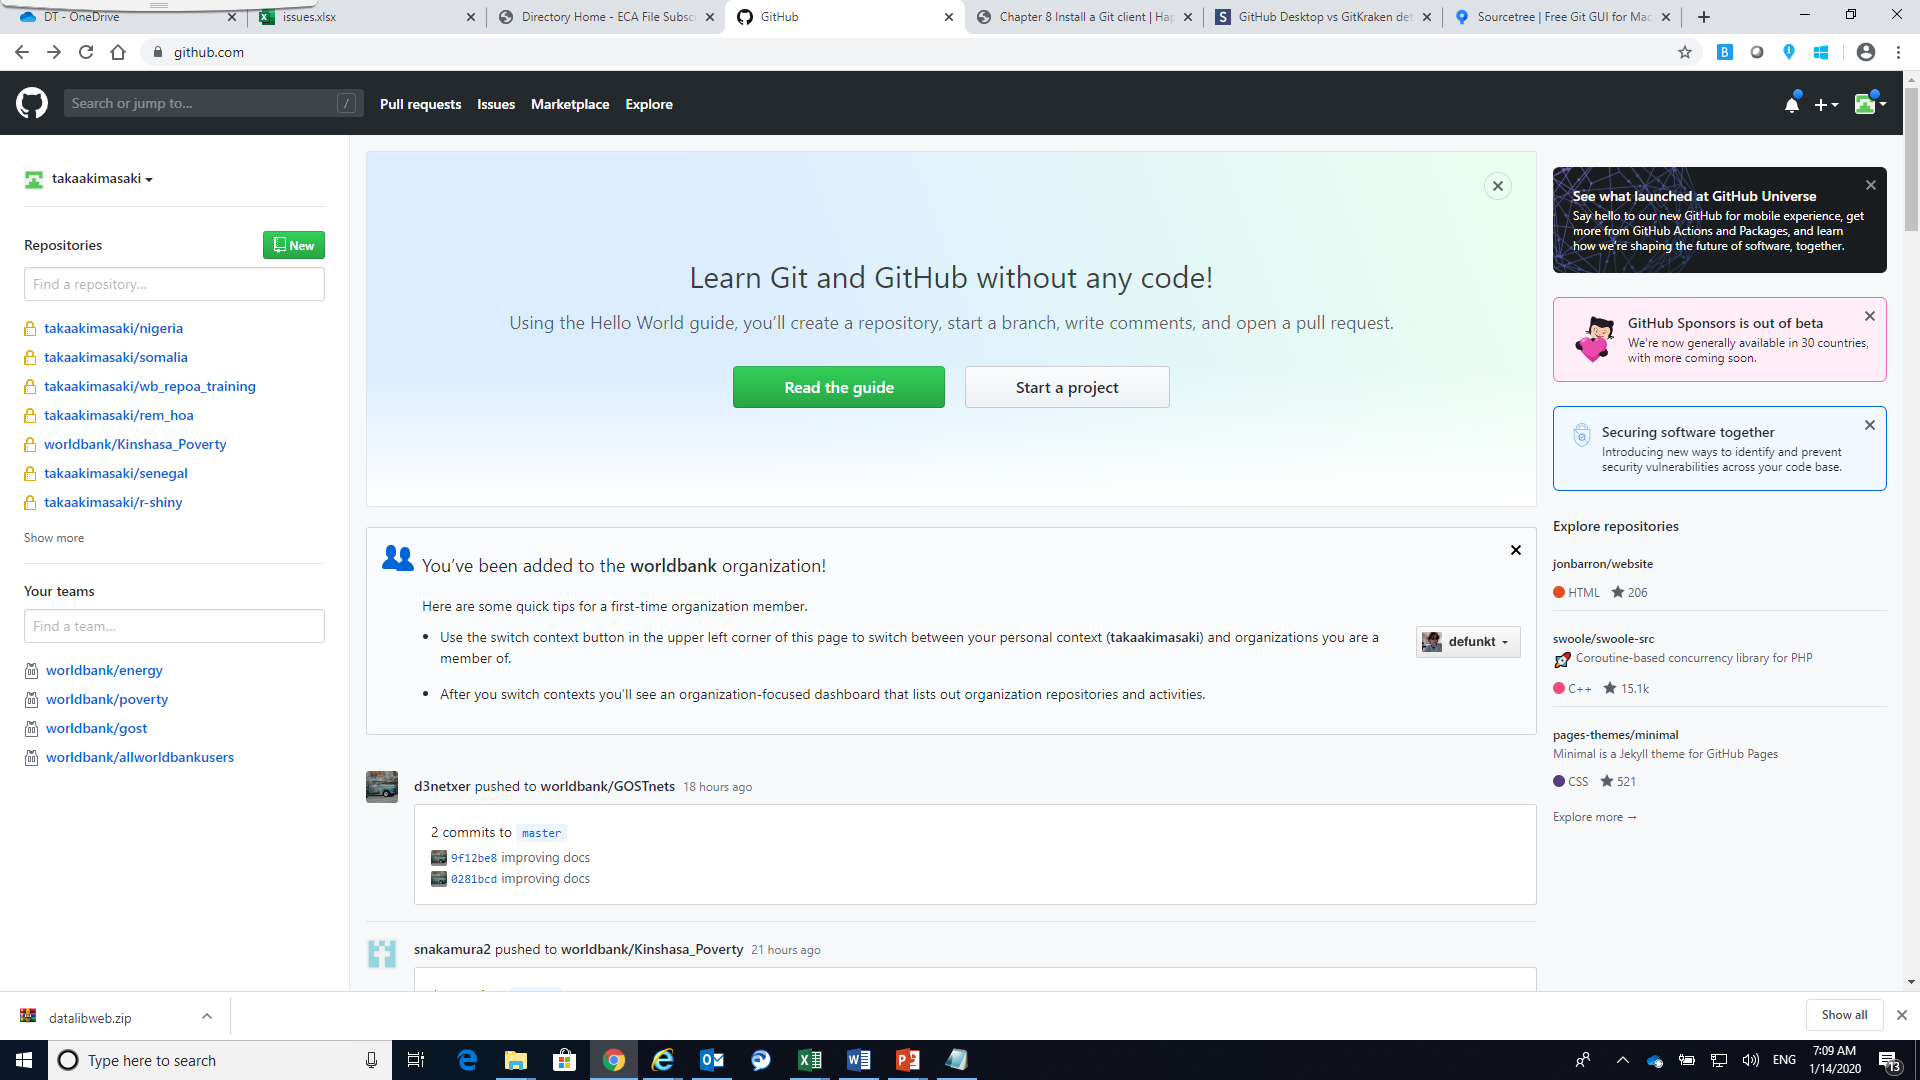 DT - OneDrive
issues.xlsx
Directory Home - ECA File Subsc
GitHub
Chapter 8 Install a Git client | Hap
GitHub Desktop vs GitKraken det
Sourcetree | Free Git GUI for Mac
github.com
Search or jump to...
/
Pull requests
Issues
Marketplace
Explore
takaakimasaki
Repositories
New
Find a repository...
takaakimasaki/nigeria
takaakimasaki/somalia
takaakimasaki/wb_repoa_training
takaakimasaki/rem_hoa
worldbank/Kinshasa_Poverty
takaakimasaki/senegal
takaakimasaki/r-shiny
Show more
Your teams
Find a team...
worldbank/energy
worldbank/poverty
worldbank/gost
worldbank/allworldbankusers
Learn Git and GitHub without any code!
Using the Hello World guide, you’ll create a repository, start a branch, write comments, and open a pull request.
Read the guide
Start a project
You’ve been added to the worldbank organization!
Here are some quick tips for a first-time organization member.
• Use the switch context button in the upper left corner of this page to switch between your personal context (takaakimasaki) and organizations you are a
member of.
defunkt
• After you switch contexts you’ll see an organization-focused dashboard that lists out organization repositories and activities.
d3netxer pushed to worldbank/GOSTnets 18 hours ago
2 commits to master
9f12be8 improving docs
0281bcd improving docs
snakamura2 pushed to worldbank/Kinshasa_Poverty 21 hours ago
See what launched at GitHub Universe
Say hello to our new GitHub for mobile experience, get
more from GitHub Actions and Packages, and learn
how we're shaping the future of software, together.
GitHub Sponsors is out of beta
We're now generally available in 30 countries,
with more coming soon.
Securing software together
Introducing new ways to identify and prevent
security vulnerabilities across your code base.
Explore repositories
jonbarron/website
HTML 206
swoole/swoole-src
Coroutine-based concurrency library for PHP
C++ 15.1k
pages-themes/minimal
Minimal is a Jekyll theme for GitHub Pages
CSS 521
Explore more →
datalibweb.zip
Show all
Type here to search
ENG
7:09 AM
1/14/2020
13